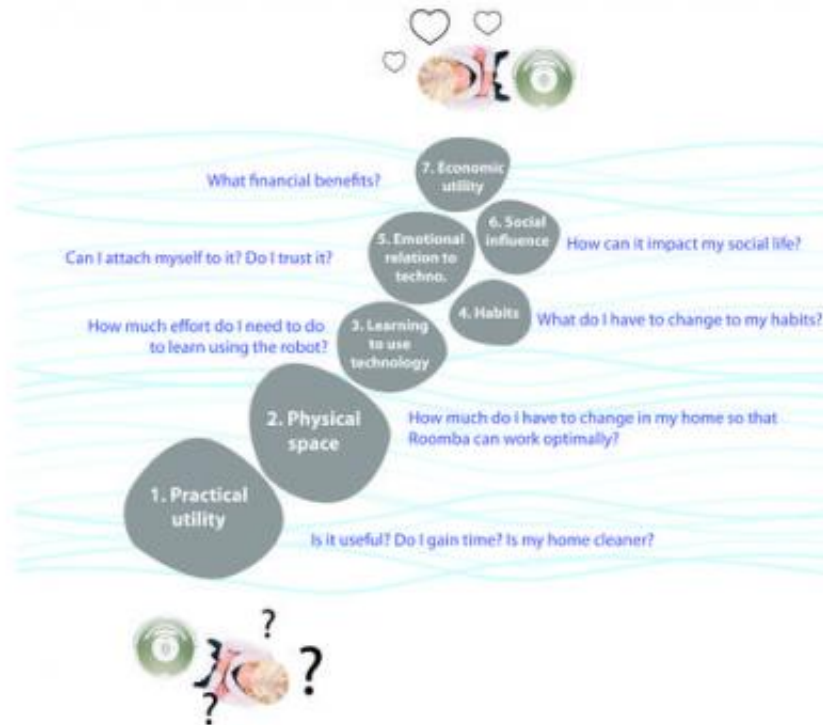 7. Economic
utility
What financial benefits?
6. Social
influence
How can it impact my social life?
5. Emotional
relation to
techno.
Can I attach myself to it? Do I trust it?
4. Habits
What do I have to change to my habits?
3. Learning
to use
technology
How much effort do I need to do
to learn using the robot?
2. Physical
space
How much do I have to change in my home so that
Roomba can work optimally?
1. Practical
utility
Is it useful? Do I gain time? Is my home cleaner?
?
?
?